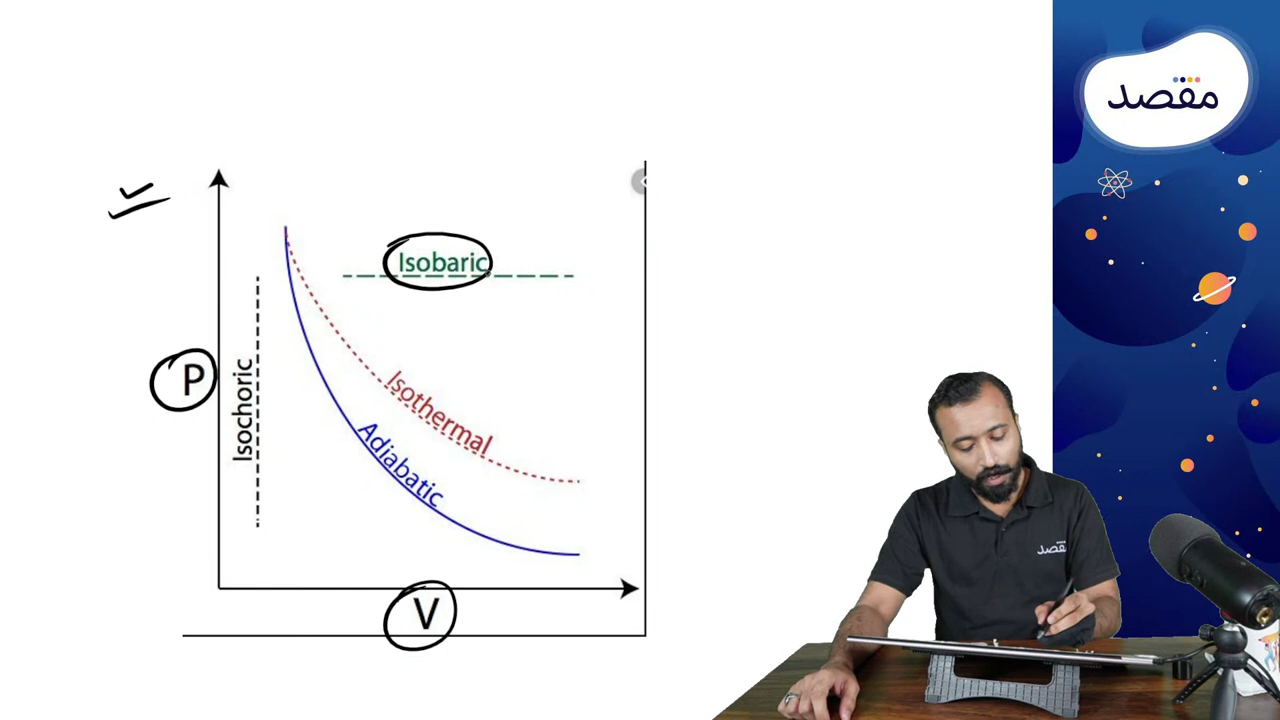 مقصد
Isobaric
P
Isochoric
Isothermal
Adiabatic
V
مقصد